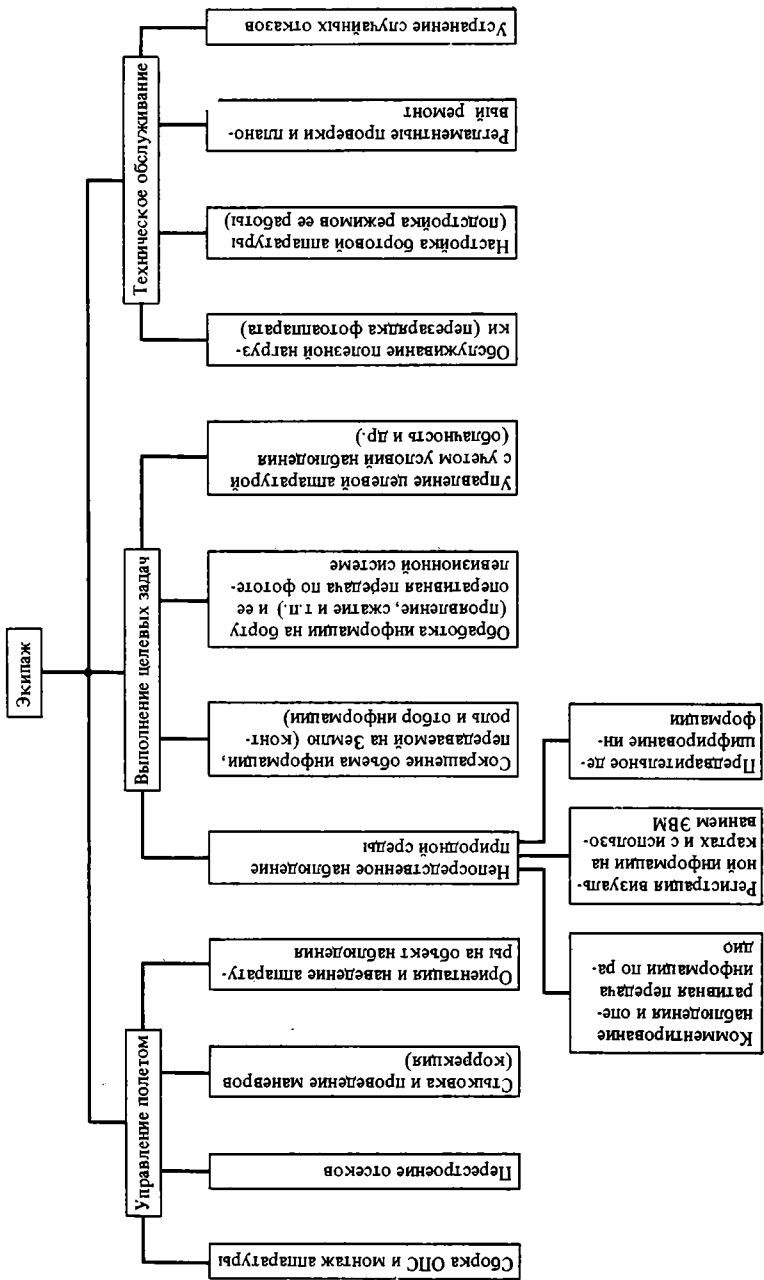 Экипаж
Управление полетом
Выполнение целевых задач
Техническое обслуживание
Сборка ОПС и монтаж аппаратуры
Перестроение отсеков
Стыковка и проведение маневров
(коррекция)
Ориентация и наведение аппарату-
ры на объект наблюдения
Непосредственное наблюдение
природной среды
Сокращение объема информации,
передаваемой на Землю (конт-
роль и отбор информации)
Обработка информации на борту
(проявление, сжатие и т.п.) и ее
оперативная передача по фототе-
левизионной системе
Управление целевой аппаратурой
с учетом условий наблюдения
(облачность и др.)
Обслуживание полезной нагруз-
ки (перезарядка фотоаппарата)
Настройка бортовой аппаратуры
(подстройка режимов ее работы)
Регламентные проверки и плано-
вый ремонт
Устранение случайных отказов
Комментирование
наблюдения и опе-
ративная передача
информации по ра-
дио
Регистрация визуаль-
ной информации на
картах и с использо-
ванием ЭВМ
Предварительное де-
шифрирование ин-
формации